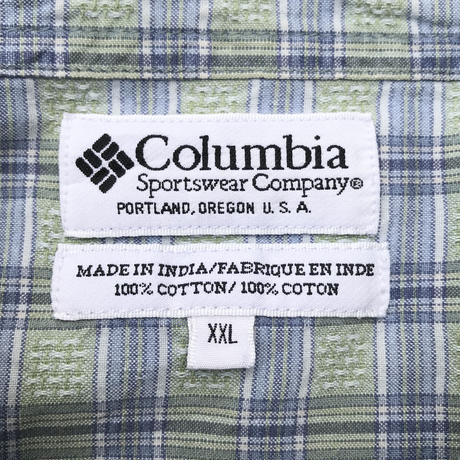 Columbia
Sportswear Company®
PORTLAND, OREGON U. S. A.
MADE IN INDIA/FABRIQUE EN INDE
100% COTTON/100% COTON
XXL